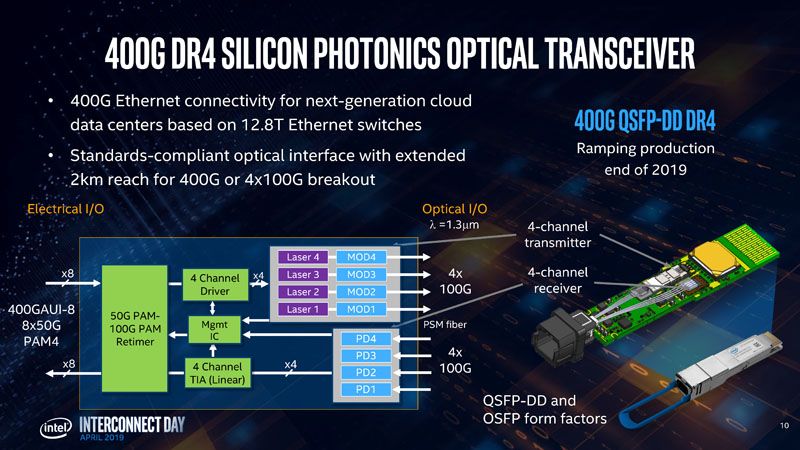 400G DR4 SILICON PHOTONICS OPTICAL TRANSCEIVER
• 400G Ethernet connectivity for next-generation cloud
data centers based on 12.8T Ethernet switches
• Standards-compliant optical interface with extended
2km reach for 400G or 4x100G breakout
400G QSFP-DD DR4
Ramping production
end of 2019
Electrical I/O
Optical I/O
λ =1.3μm
x8
400GAUI-8
8x50G
PAM4
x8
50G PAM-
100G PAM
Retimer
4 Channel
Driver
x4
Mgmt
IC
4 Channel
TIA (Linear)
x4
Laser 4 MOD4
Laser 3 MOD3
Laser 2 MOD2
Laser 1 MOD1
PD4
PD3
PD2
PD1
4x
100G
PSM fiber
4x
100G
4-channel
transmitter
4-channel
receiver
QSFP-DD and
OSFP form factors
intel
INTERCONNECT DAY
APRIL 2019
10